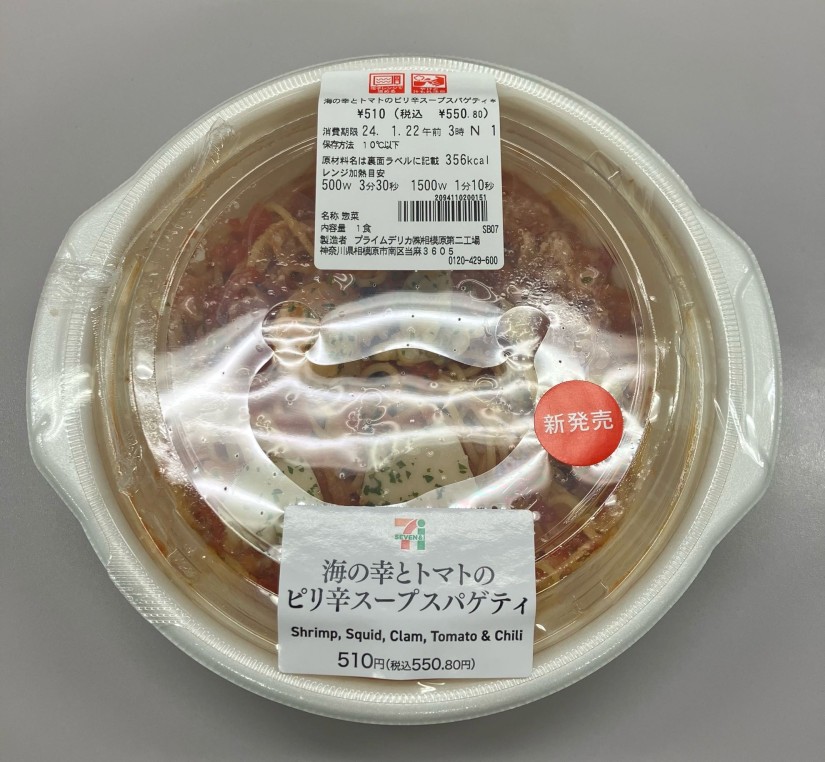 海の幸とトマトのピリ辛スープスパゲティ*
¥510 (税込 ¥550.80)
消費期限 24. 1.22午前 3時 N 1
保存方法 10℃以下
原材料名は裏面ラベルに記載 356kcal
レンジ加熱目安
500W 3分30秒 1500W 1分10秒
2094110200151
名称 惣菜
内容量 1食 SB07
製造者 プライムデリカ㈱相模原第二工場
神奈川県相模原市南区当麻3605
0120-429-600
新発売
7i
SEVEN&i
海の幸とトマトの
ピリ辛スープスパゲティ
Shrimp, Squid, Clam, Tomato & Chili
510円(税込550.80円)